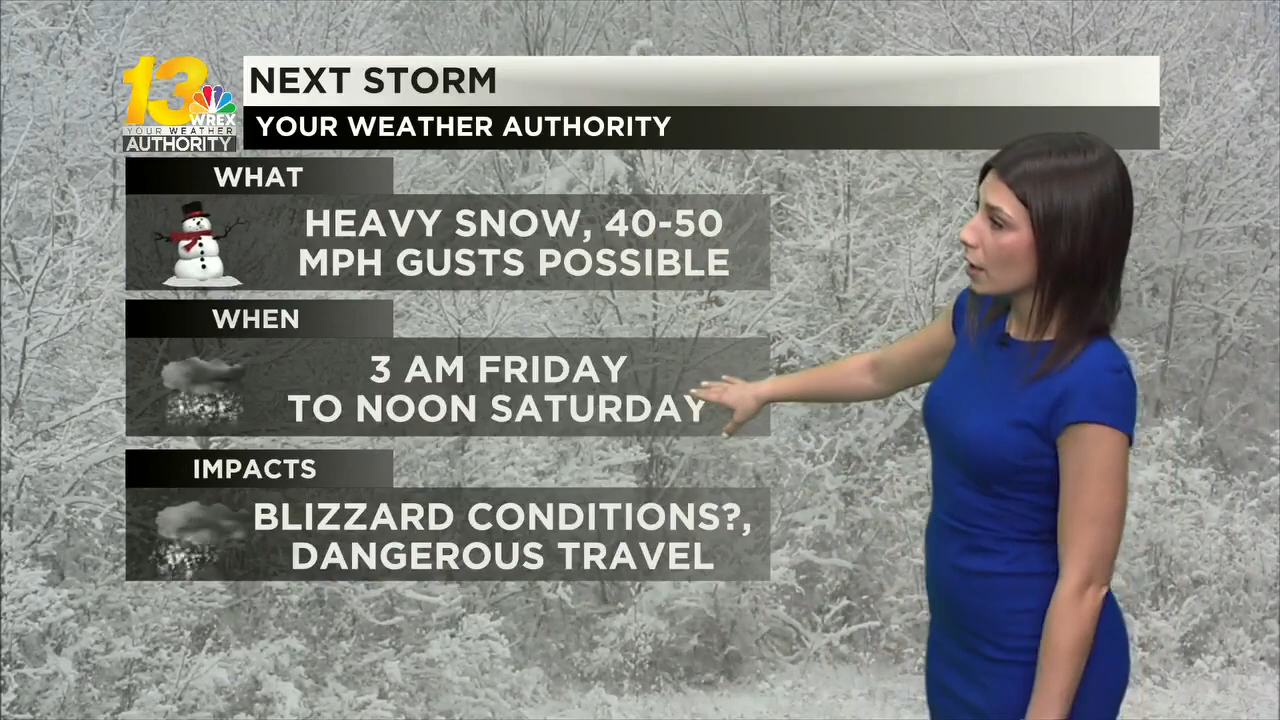 13
WREX
YOUR WEATHER
AUTHORITY
NEXT STORM
YOUR WEATHER AUTHORITY
WHAT
HEAVY SNOW, 40-50
MPH GUSTS POSSIBLE
WHEN
3 AM FRIDAY
TO NOON SATURDAY
IMPACTS
BLIZZARD CONDITIONS?,
DANGEROUS TRAVEL